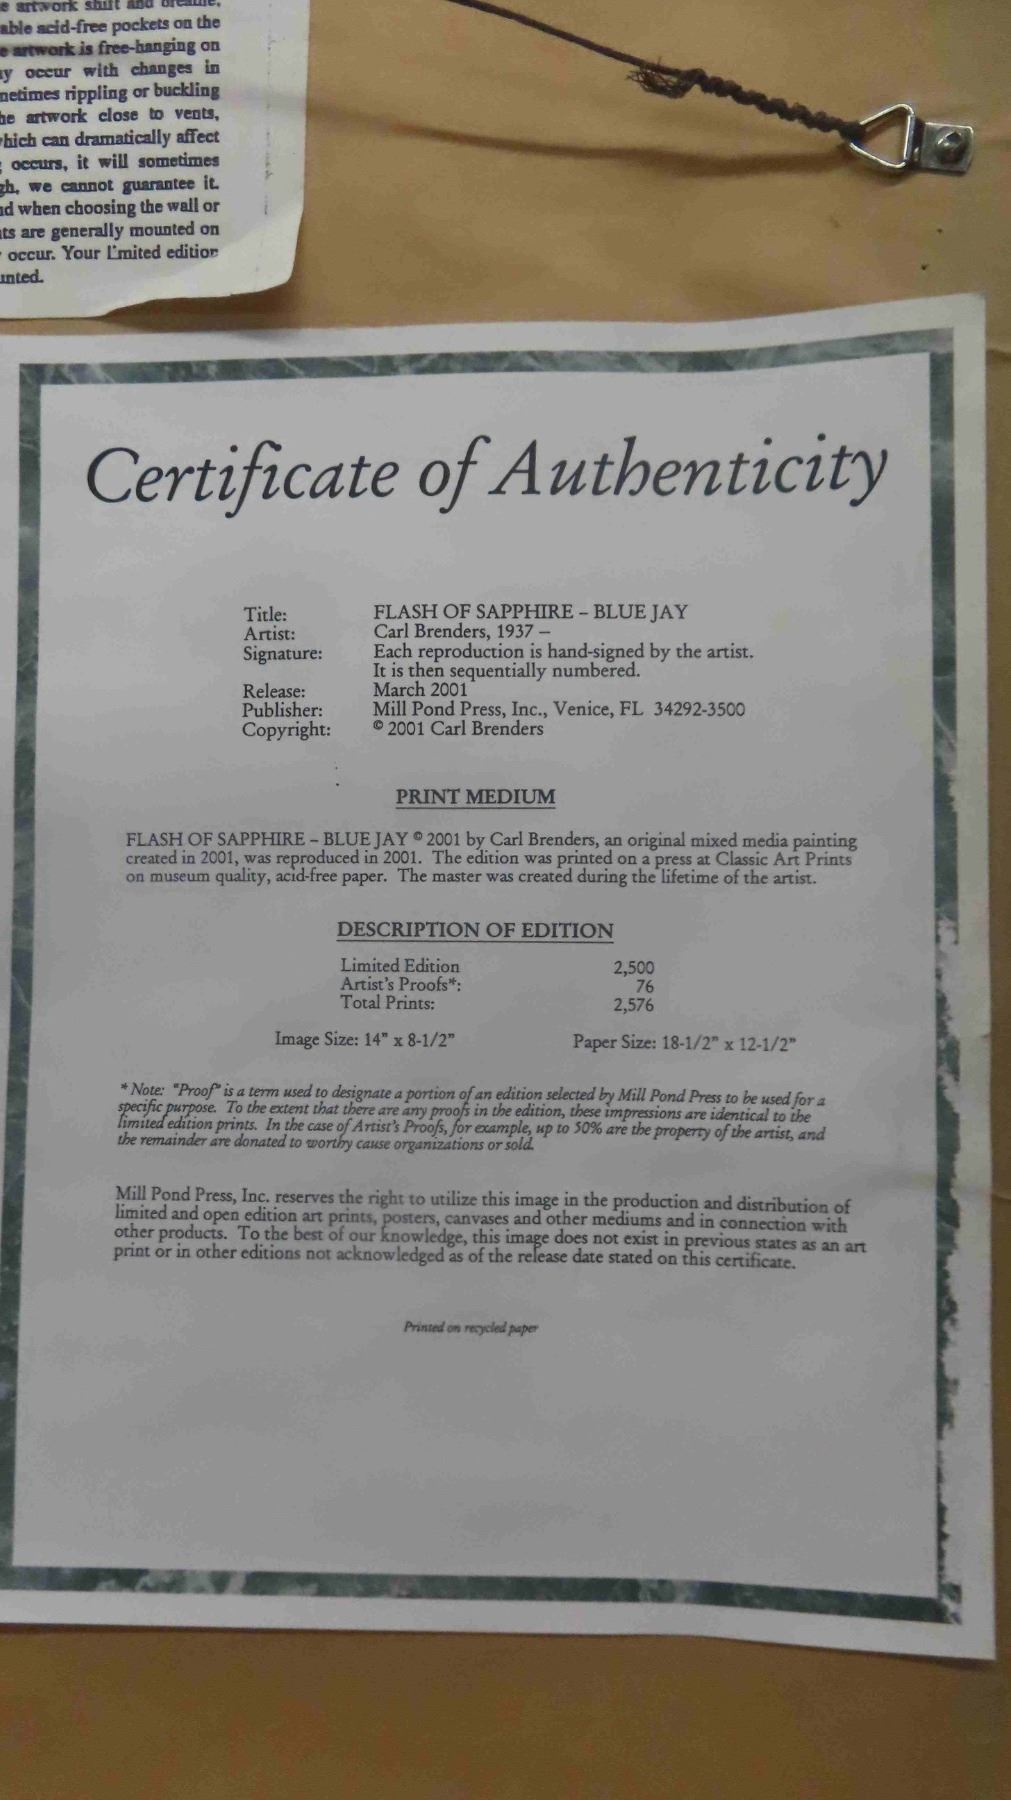 artwork shift and breathe,
able acid-free pockets on the
artwork is free-hanging on
occur with changes in
rippling or buckling
artwork close to vents,
which can dramatically affect
occurs, it will sometimes
we cannot guarantee it.
when choosing the wall or
are generally mounted on
occur. Your limited edition
Certificate of Authenticity
Title: FLASH OF SAPPHIRE – BLUE JAY
Artist: Carl Brenders, 1937 –
Signature: Each reproduction is hand-signed by the artist.
It is then sequentially numbered.
Release: March 2001
Publisher: Mill Pond Press, Inc., Venice, FL 34292-3500
Copyright: © 2001 Carl Brenders
PRINT MEDIUM
FLASH OF SAPPHIRE – BLUE JAY © 2001 by Carl Brenders, an original mixed media painting
created in 2001, was reproduced in 2001. The edition was printed on a press at Classic Art Prints
on museum quality, acid-free paper. The master was created during the lifetime of the artist.
DESCRIPTION OF EDITION
Limited Edition 2,500
Artist's Proofs*: 76
Total Prints: 2,576
Image Size: 14" x 8-1/2" Paper Size: 18-1/2" x 12-1/2"
* Note: "Proof" is a term used to designate a portion of an edition selected by Mill Pond Press to be used for a
specific purpose. To the extent that there are any proofs in the edition, these impressions are identical to the
limited edition prints. In the case of Artist's Proofs, for example, up to 50% are the property of the artist, and
the remainder are donated to worthy cause organizations or sold.
Mill Pond Press, Inc. reserves the right to utilize this image in the production and distribution of
limited and open edition art prints, posters, canvases and other mediums and in connection with
other products. To the best of our knowledge, this image does not exist in previous states as an art
print or in other editions not acknowledged as of the release date stated on this certificate.
Printed on recycled paper